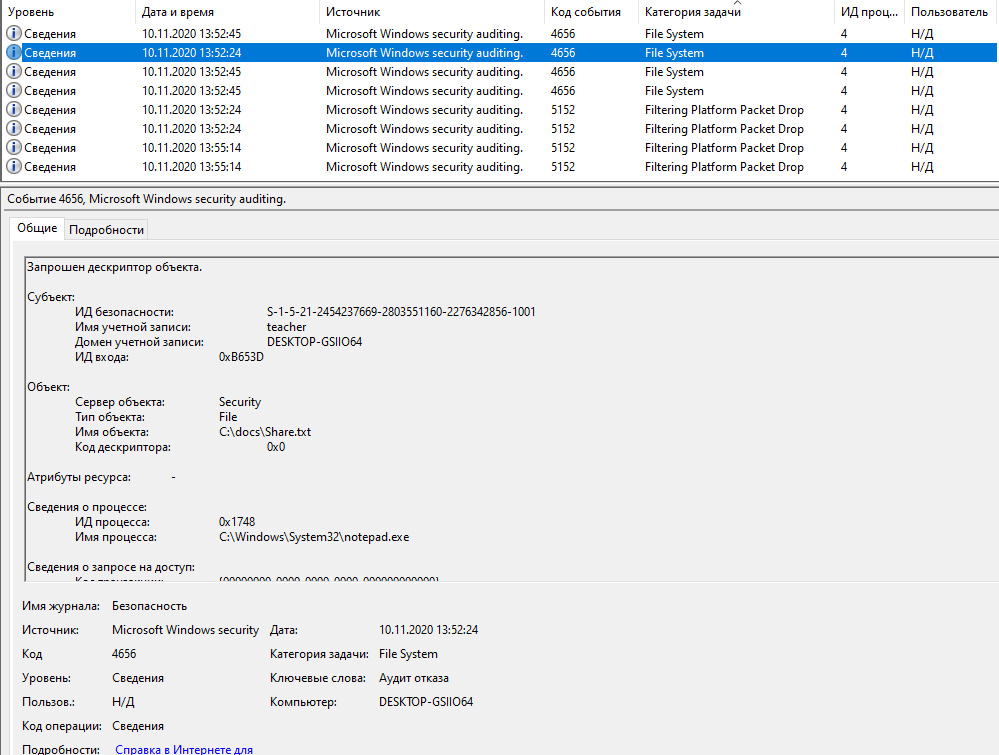 Уровень Дата и время Источник Код события Категория задачи ИД проц... Пользователь
Сведения 10.11.2020 13:52:45 Microsoft Windows security auditing. 4656 File System 4 Н/Д
Сведения 10.11.2020 13:52:24 Microsoft Windows security auditing. 4656 File System 4 Н/Д
Сведения 10.11.2020 13:52:45 Microsoft Windows security auditing. 4656 File System 4 Н/Д
Сведения 10.11.2020 13:52:45 Microsoft Windows security auditing. 4656 File System 4 Н/Д
Сведения 10.11.2020 13:52:24 Microsoft Windows security auditing. 5152 Filtering Platform Packet Drop 4 Н/Д
Сведения 10.11.2020 13:52:24 Microsoft Windows security auditing. 5152 Filtering Platform Packet Drop 4 Н/Д
Сведения 10.11.2020 13:55:14 Microsoft Windows security auditing. 5152 Filtering Platform Packet Drop 4 Н/Д
Сведения 10.11.2020 13:55:14 Microsoft Windows security auditing. 5152 Filtering Platform Packet Drop 4 Н/Д
Событие 4656, Microsoft Windows security auditing.
Общие Подробности
Запрошен дескриптор объекта.
Субъект:
ИД безопасности: S-1-5-21-2454237669-2803551160-2276342856-1001
Имя учетной записи: teacher
Домен учетной записи: DESKTOP-GSIIO64
ИД входа: 0xB653D
Объект:
Сервер объекта: Security
Тип объекта: File
Имя объекта: C:\docs\Share.txt
Код дескриптора: 0x0
Атрибуты ресурса: -
Сведения о процессе:
ИД процесса: 0x1748
Имя процесса: C:\Windows\System32\notepad.exe
Сведения о запросе на доступ:
Имя журнала: Безопасность
Источник: Microsoft Windows security Дата: 10.11.2020 13:52:24
Код 4656 Категория задачи: File System
Уровень: Сведения Ключевые слова: Аудит отказа
Пользов.: Н/Д Компьютер: DESKTOP-GSIIO64
Код операции: Сведения
Подробности: Справка в Интернете для